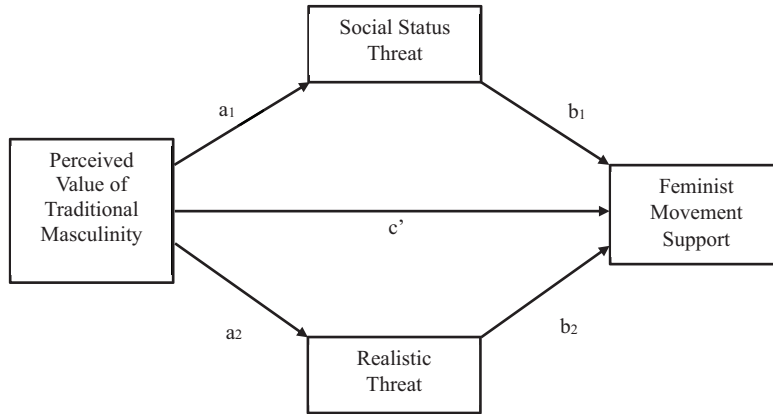 Social Status
Threat
a1
b1
Perceived
Value of
Traditional
Masculinity
Feminist
Movement
Support
c’
a2
b2
Realistic
Threat